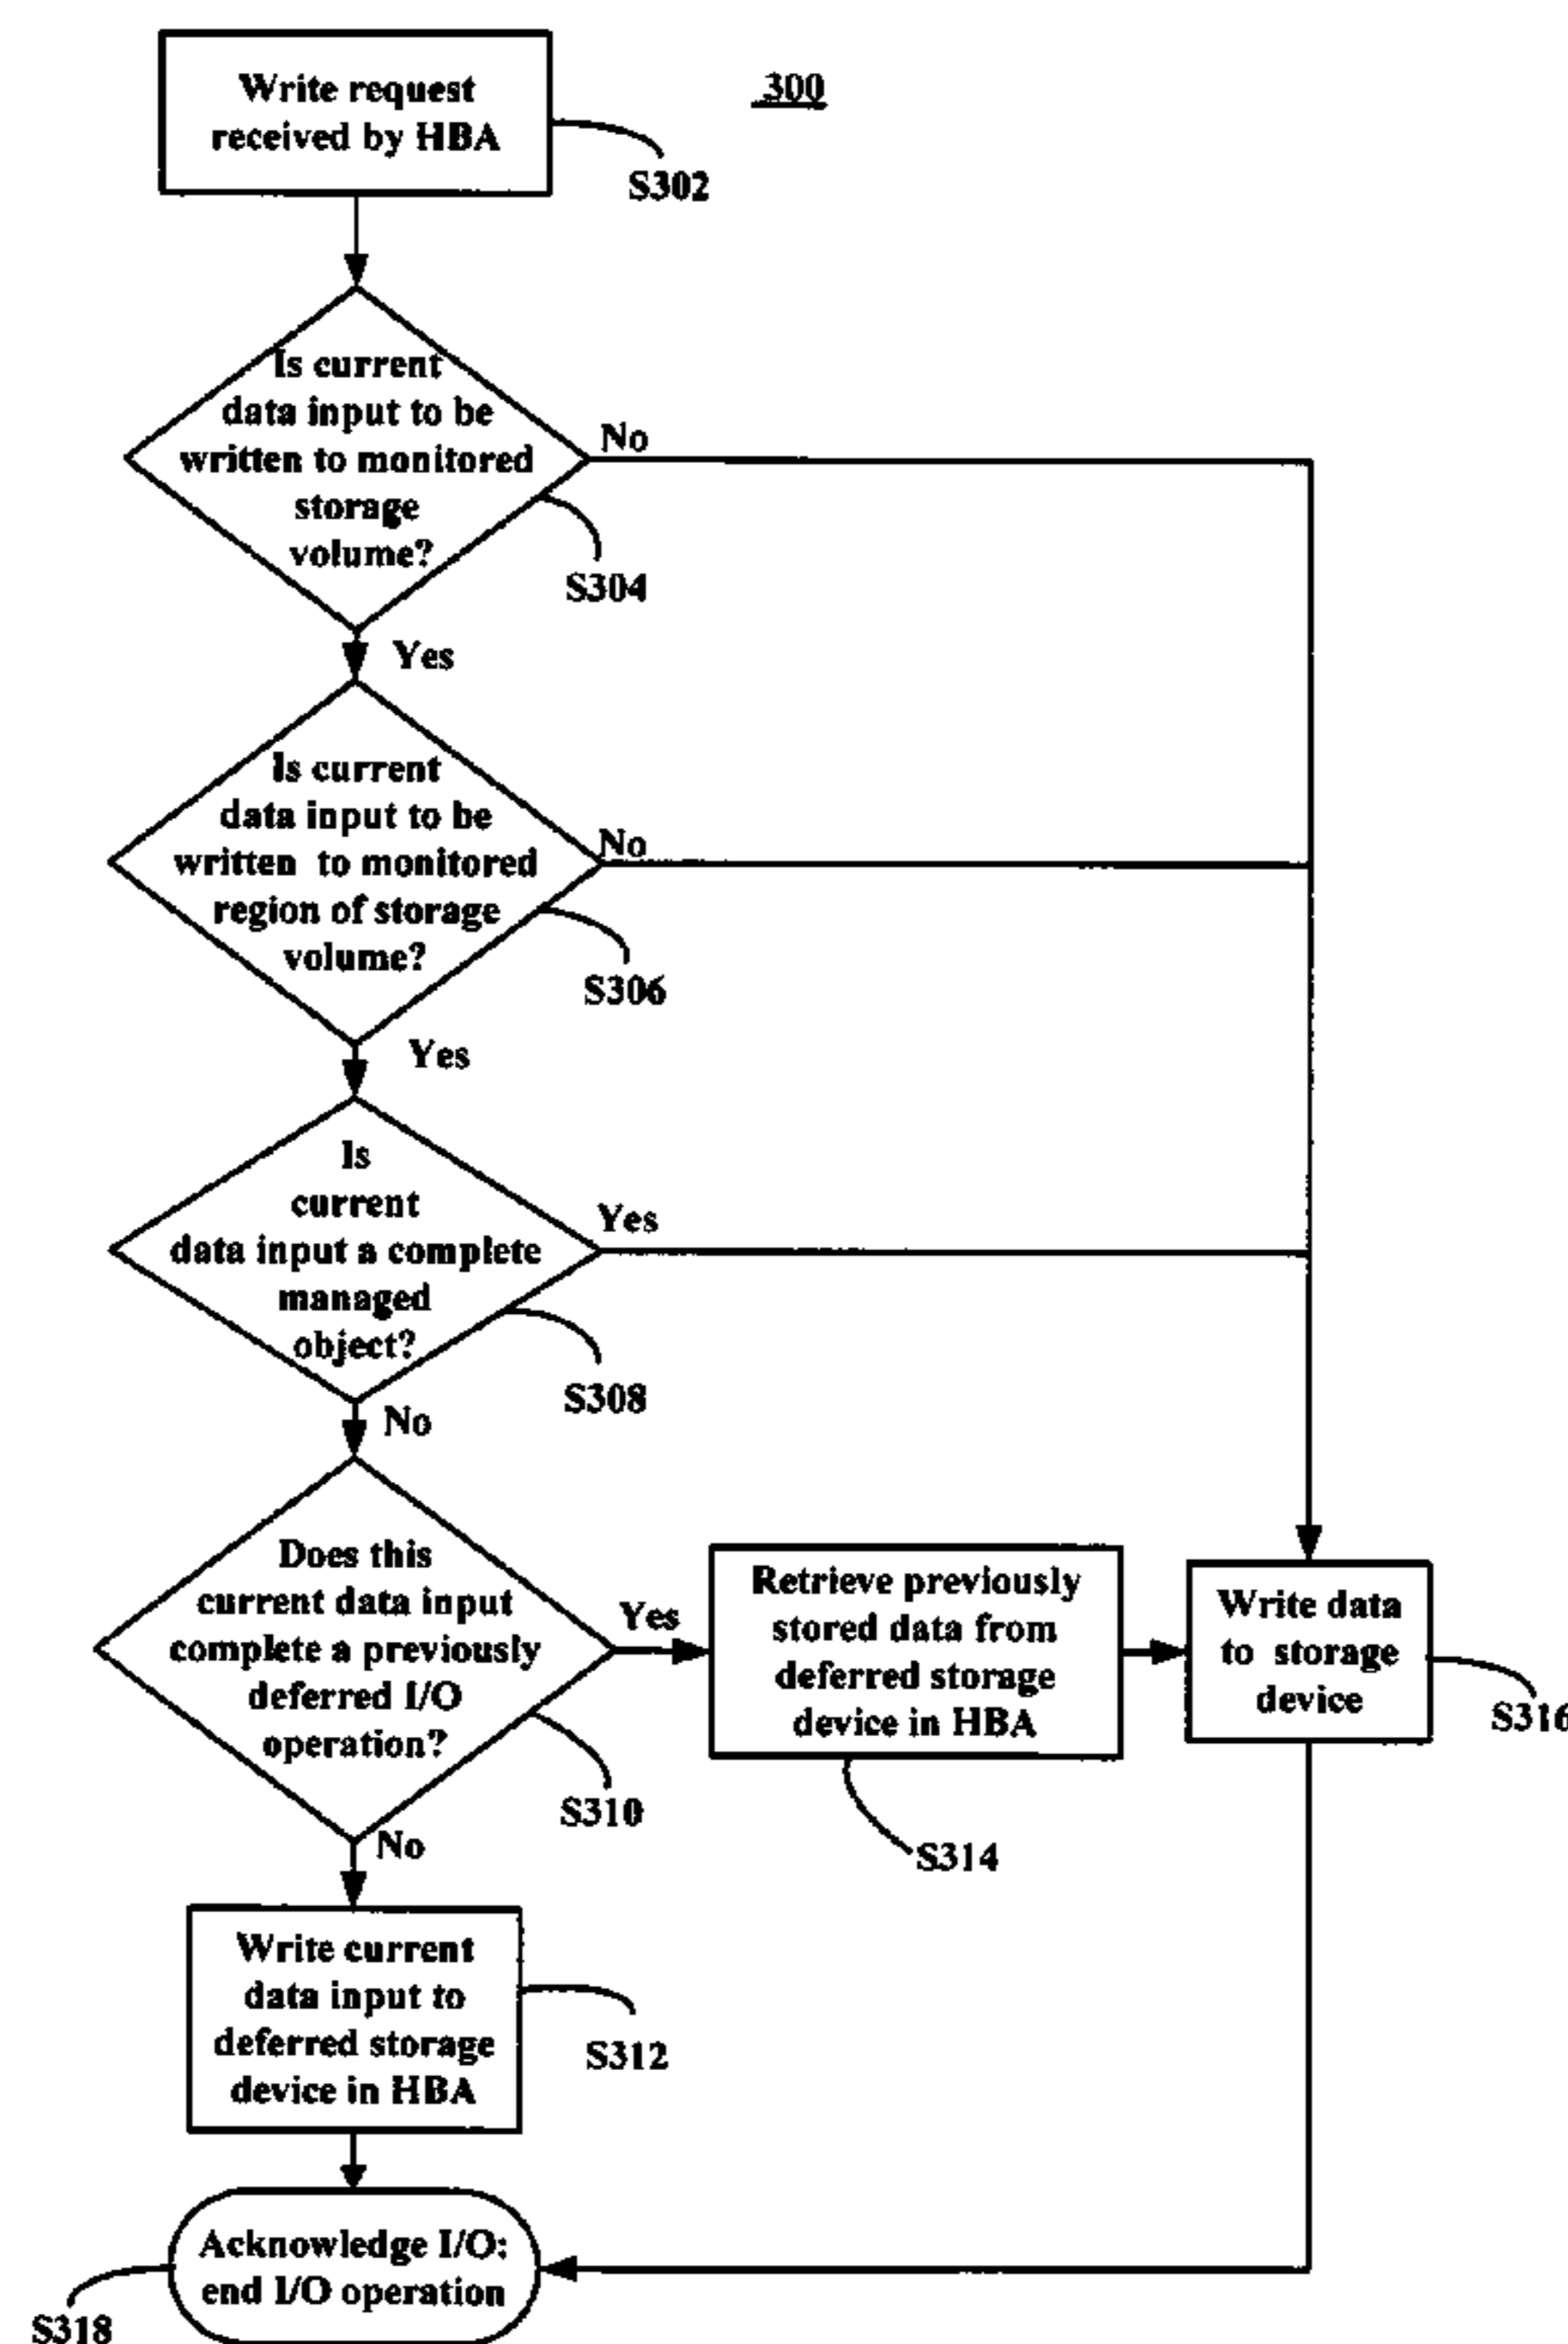 Write request
received by HBA
300
S302
Is current
data input to be
written to monitored
storage
volume?
No
S304
Yes
Is current
data input to be
written to monitored
region of storage
volume?
No
S306
Yes
Is
current
data input a complete
managed
object?
Yes
S308
No
Does this
current data input
complete a previously
deferred I/O
operation?
Yes
S310
Retrieve previously
stored data from
deferred storage
device in HBA
S314
Write data
to storage
device
S316
No
Write current
data input to
deferred storage
device in HBA
S312
Acknowledge I/O;
end I/O operation
S318